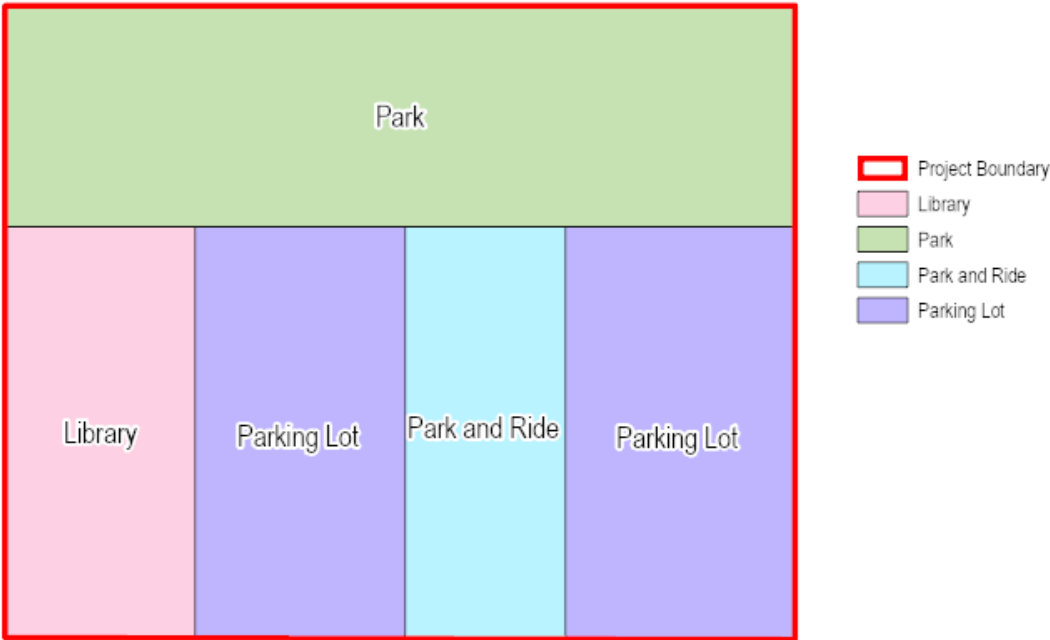 Park
Library
Parking Lot
Park and Ride
Parking Lot
Project Boundary
Library
Park
Park and Ride
Parking Lot